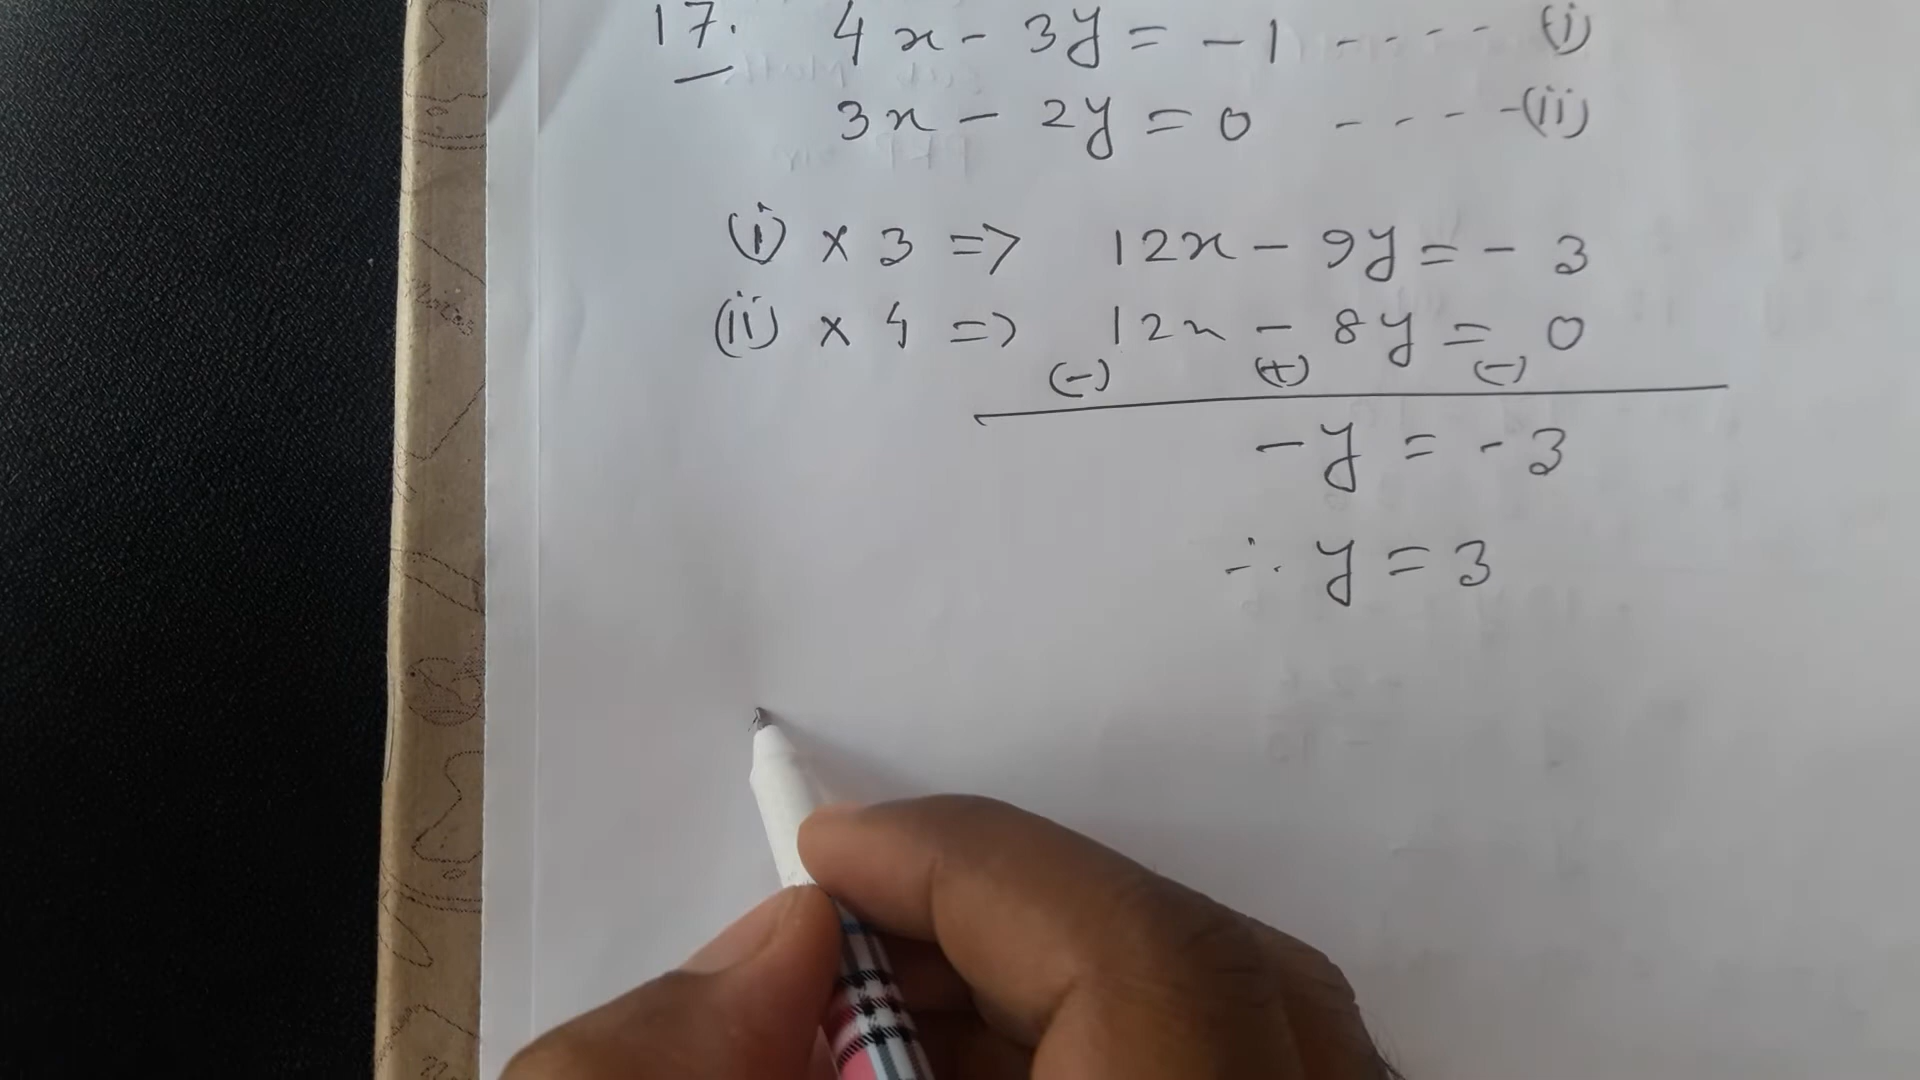 17. 4x - 3y = -1 ---- (i)
3x - 2y = 0 ---- (ii)
(i) × 3 => 12x - 9y = - 3
(ii) × 4 => 12x - 8y = 0
(-) (+) (-)
-y = -3
∴ y = 3